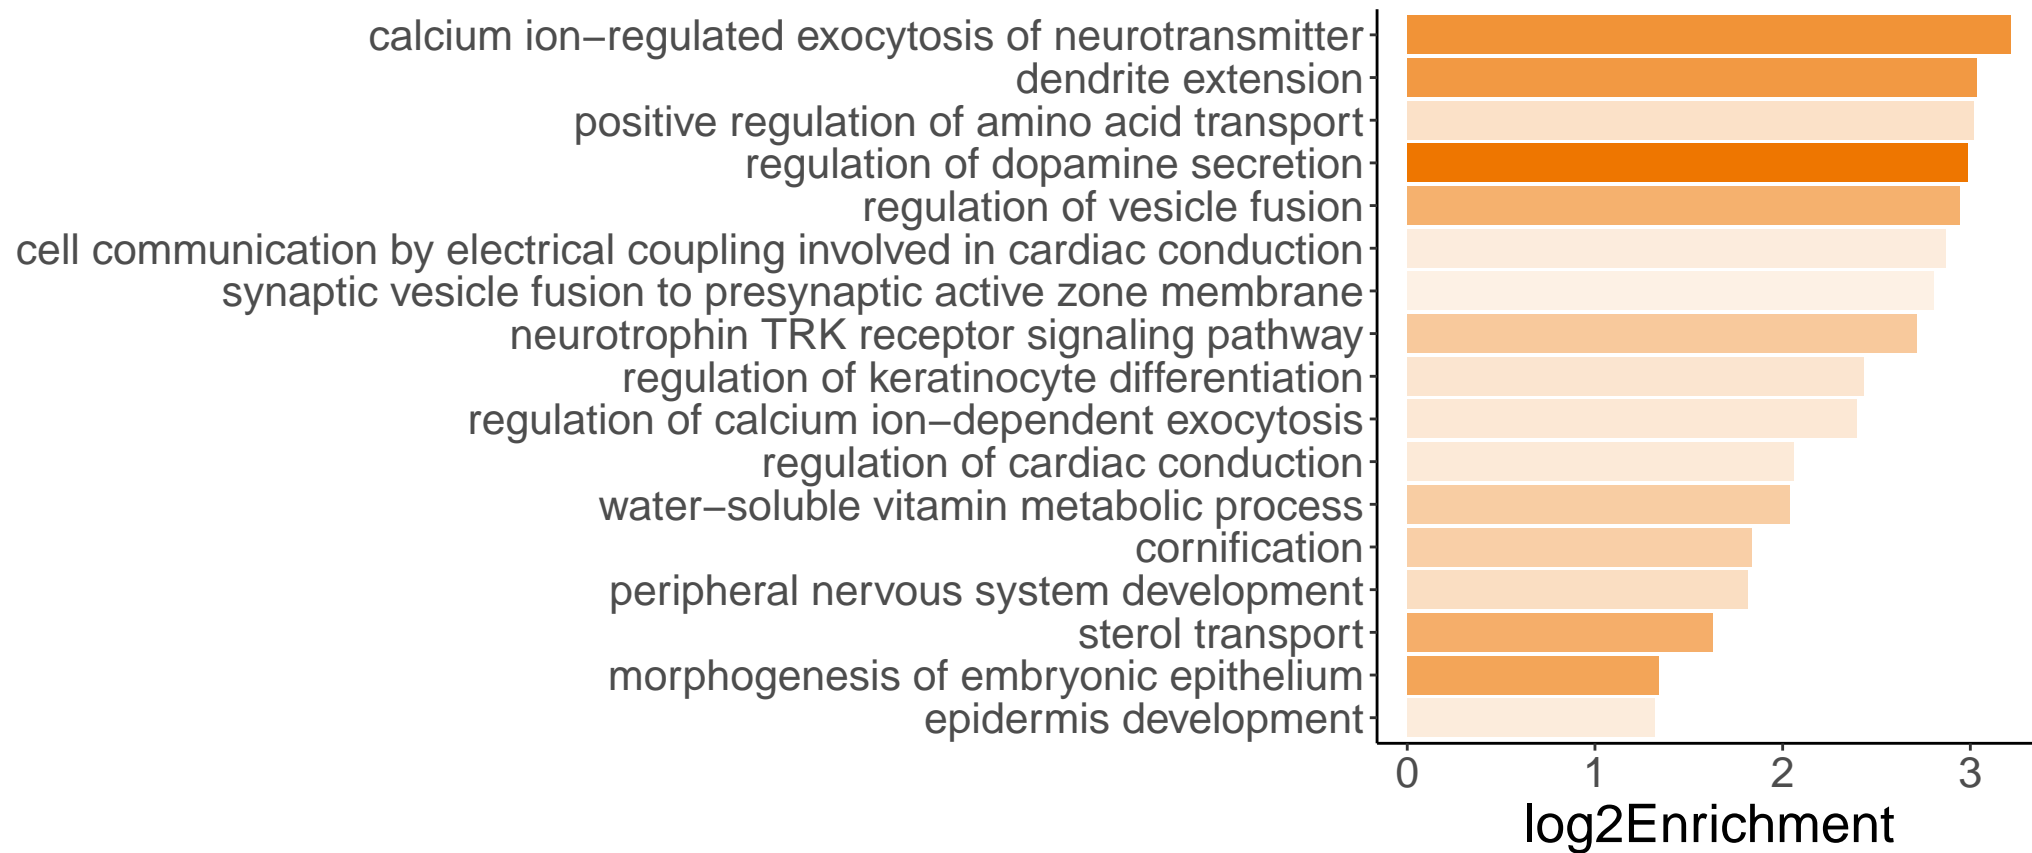 calcium ion−regulated exocytosis of neurotransmitter
dendrite extension
positive regulation of amino acid transport
regulation of dopamine secretion
regulation of vesicle fusion
cell communication by electrical coupling involved in cardiac conduction
synaptic vesicle fusion to presynaptic active zone membrane
neurotrophin TRK receptor signaling pathway
regulation of keratinocyte differentiation
regulation of calcium ion−dependent exocytosis
regulation of cardiac conduction
water−soluble vitamin metabolic process
cornification
peripheral nervous system development
sterol transport
morphogenesis of embryonic epithelium
epidermis development
0 1 2 3
log2Enrichment